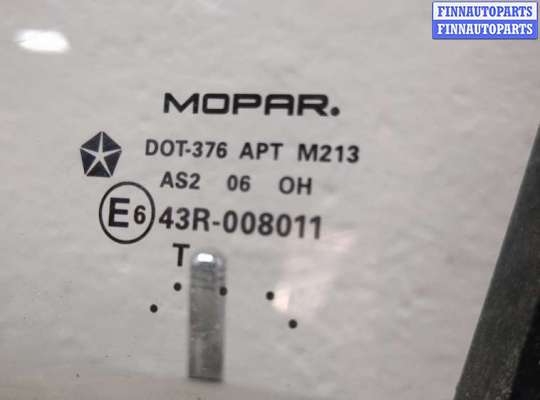 FINNAUTOPARTS
FINNAUTOPARTS
MOPAR.
DOT-376 APT M213
AS2 06 OH
E6 43R-008011
T